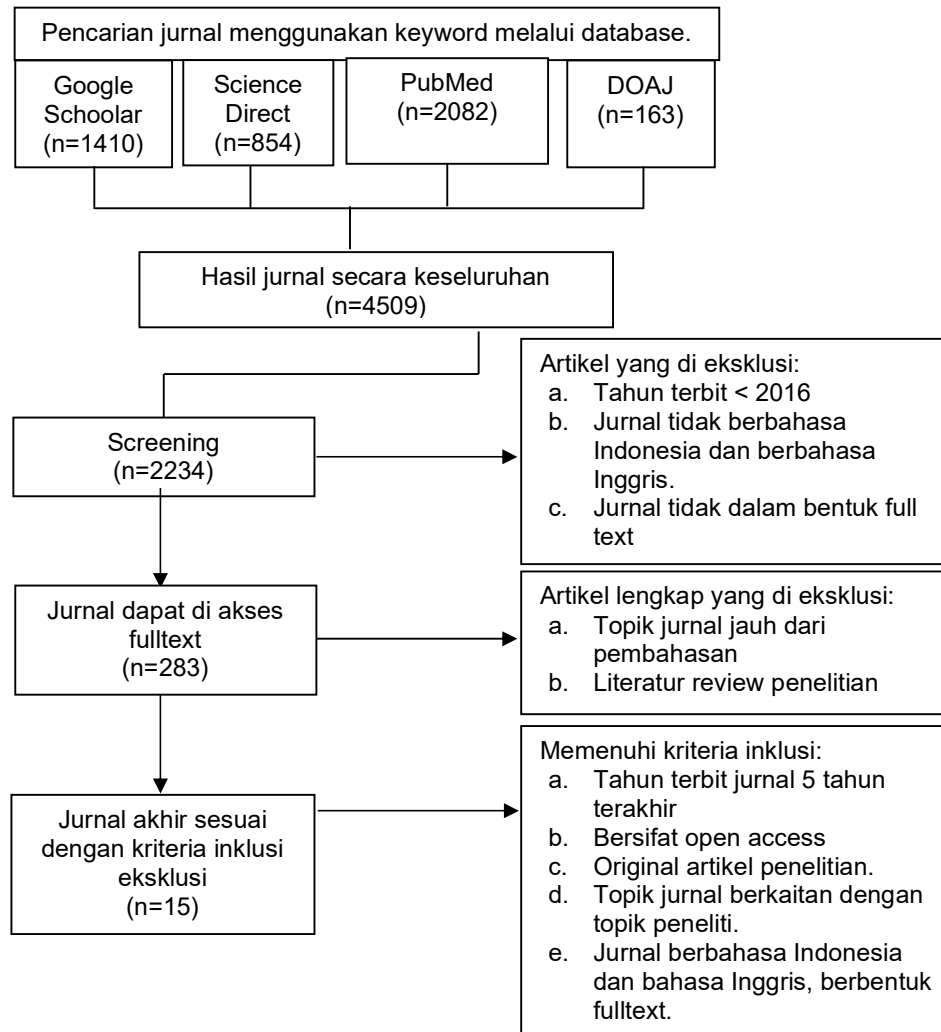 Pencarian jurnal menggunakan keyword melalui database.
Google
Schoolar
(n=1410)
Science
Direct
(n=854)
PubMed
(n=2082)
DOAJ
(n=163)
Hasil jurnal secara keseluruhan
(n=4509)
Screening
(n=2234)
Artikel yang di eksklusi:
a. Tahun terbit < 2016
b. Jurnal tidak berbahasa
Indonesia dan berbahasa
Inggris.
c. Jurnal tidak dalam bentuk full
text
Jurnal dapat di akses
fulltext
(n=283)
Artikel lengkap yang di eksklusi:
a. Topik jurnal jauh dari
pembahasan
b. Literatur review penelitian
Jurnal akhir sesuai
dengan kriteria inklusi
eksklusi
(n=15)
Memenuhi kriteria inklusi:
a. Tahun terbit jurnal 5 tahun
terakhir
b. Bersifat open access
c. Original artikel penelitian.
d. Topik jurnal berkaitan dengan
topik peneliti.
e. Jurnal berbahasa Indonesia
dan bahasa Inggris, berbentuk
fulltext.